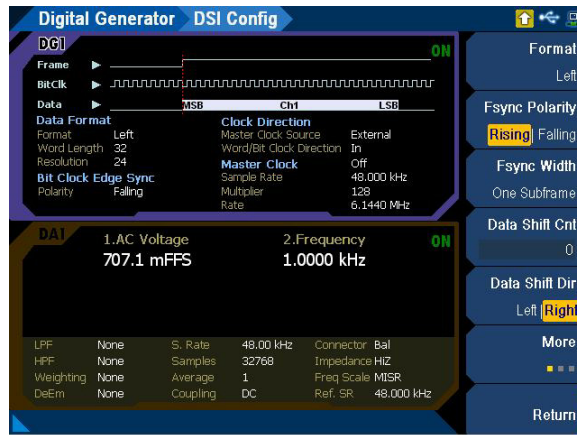 Digital Generator DSI Config
DG1 ON
Frame
BitClk
Data MSB Ch1 LSB
Data Format Clock Direction
Format Left Master Clock Source External
Word Length 32 Word/Bit Clock Direction In
Resolution 24 Master Clock Off
Bit Clock Edge Sync Sample Rate 48.000 kHz
Polarity Falling Multiplier 128
Rate 6.1440 MHz
DA1 1.AC Voltage 2.Frequency ON
707.1 mFFS 1.0000 kHz
LPF None S. Rate 48.00 kHz Connector Bal
HPF None Samples 32768 Impedance HiZ
Weighting None Average 1 Freq Scale MISR
DeEm None Coupling DC Ref. SR 48.000 kHz
Format
Left
Fsync Polarity
Rising| Falling
Fsync Width
One Subframe
Data Shift Cnt
0
Data Shift Dir
Left |Right
More
Return